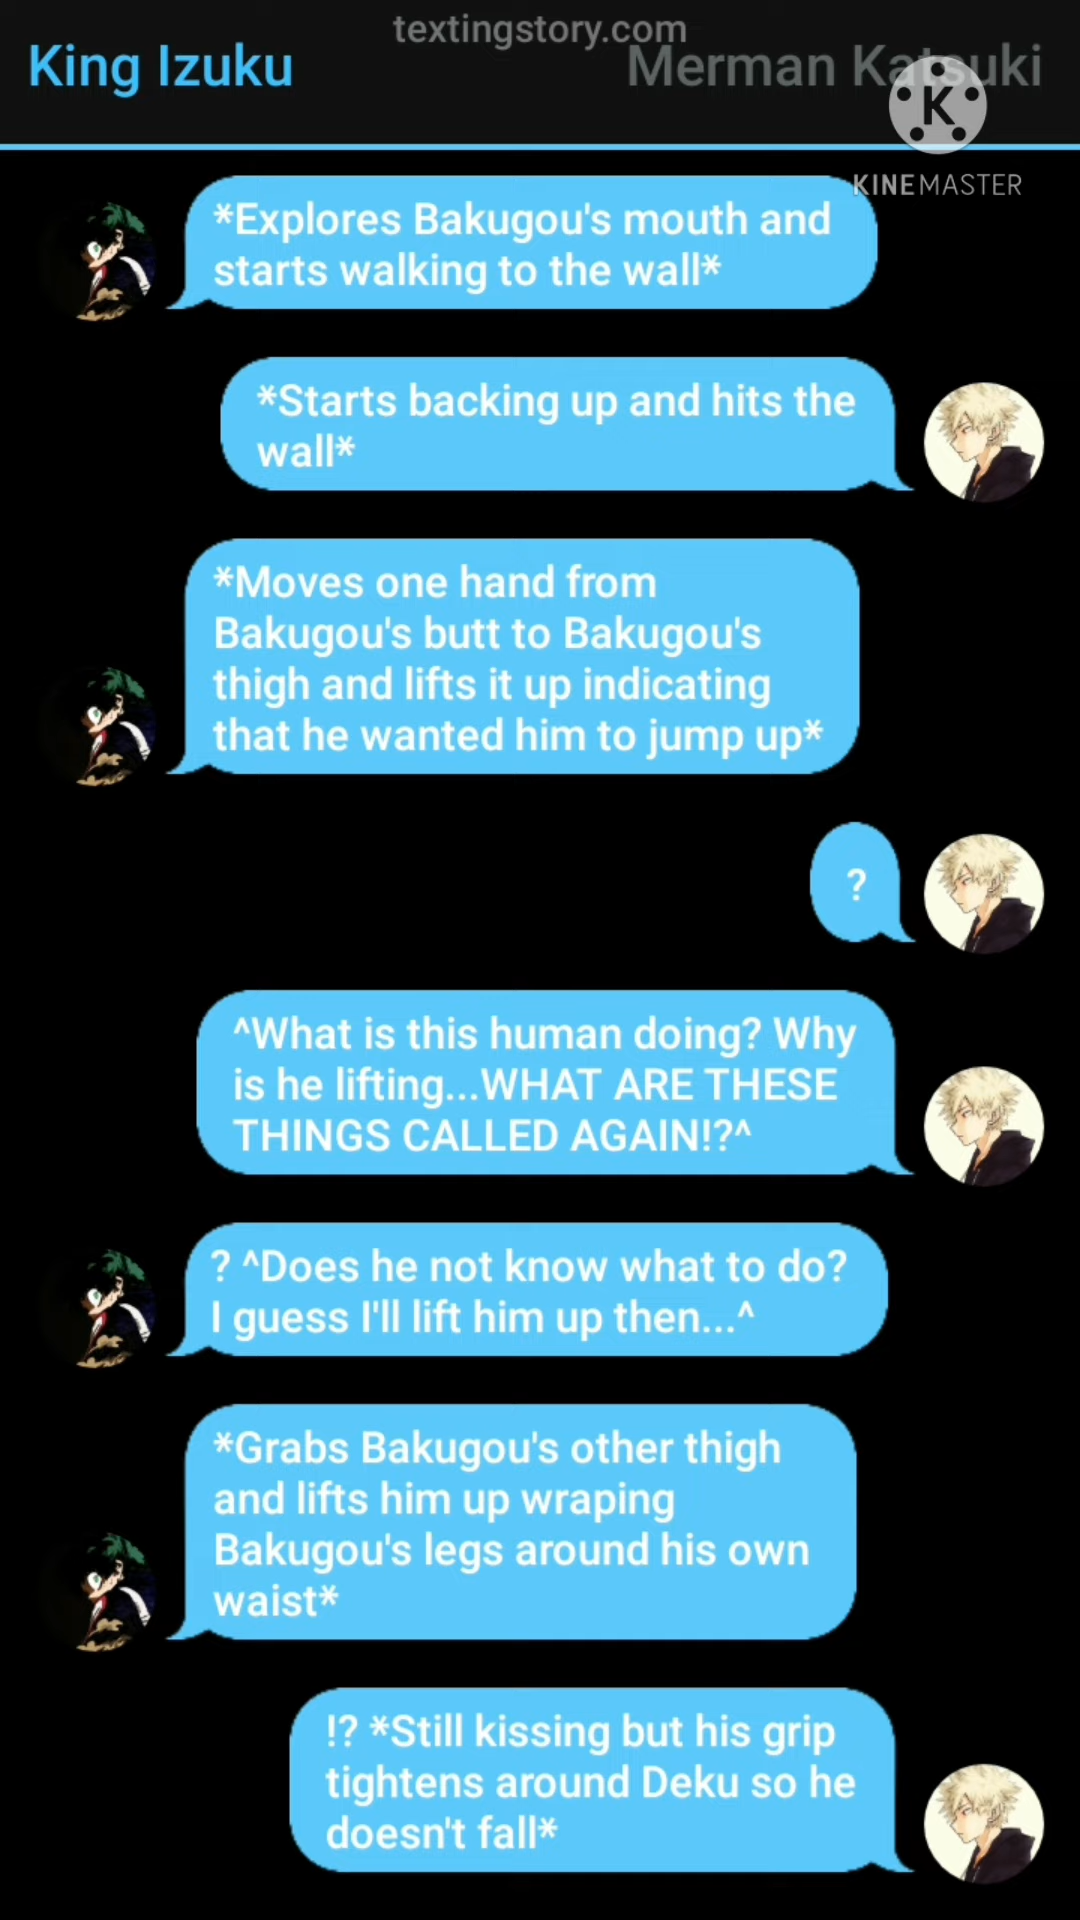 textingstory.com
King Izuku
Merman Katsuki
K
KINEMASTER
*Explores Bakugou's mouth and
starts walking to the wall*
*Starts backing up and hits the
wall*
*Moves one hand from
Bakugou's butt to Bakugou's
thigh and lifts it up indicating
that he wanted him to jump up*
?
^What is this human doing? Why
is he lifting...WHAT ARE THESE
THINGS CALLED AGAIN!?^
? ^Does he not know what to do?
I guess I'll lift him up then...^
*Grabs Bakugou's other thigh
and lifts him up wraping
Bakugou's legs around his own
waist*
!? *Still kissing but his grip
tightens around Deku so he
doesn't fall*